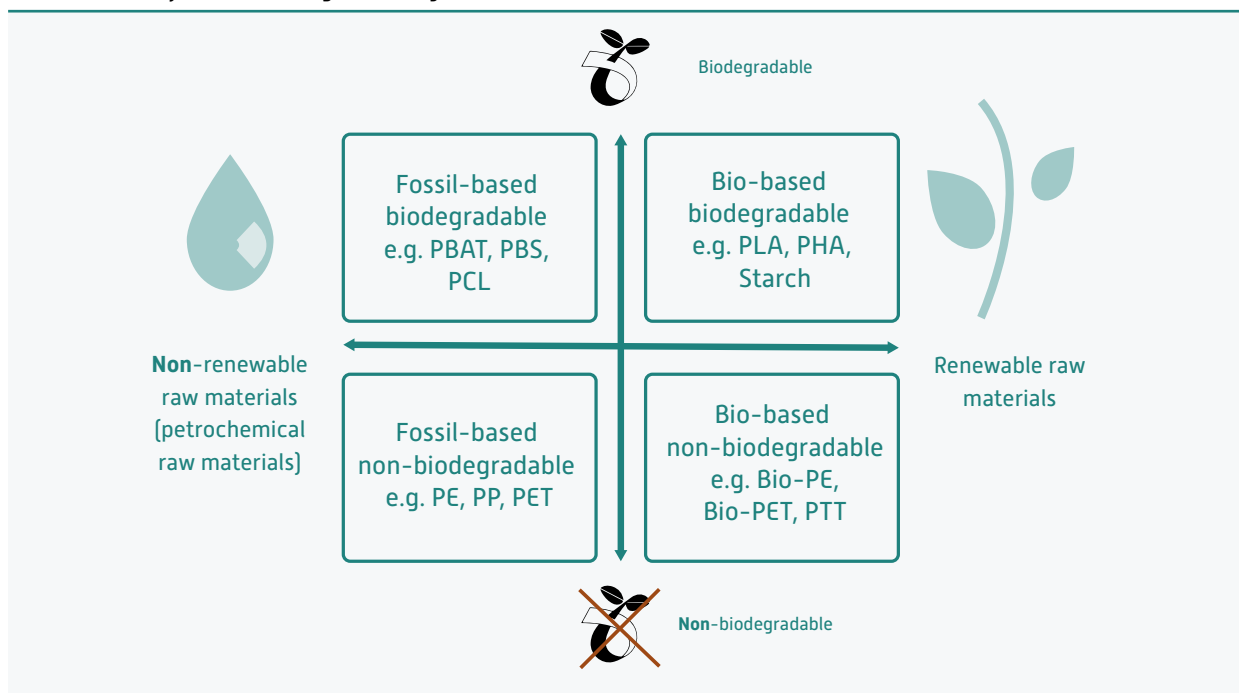 Biodegradable
Fossil-based
biodegradable
e.g. PBAT, PBS,
PCL
Bio-based
biodegradable
e.g. PLA, PHA,
Starch
Non-renewable
raw materials
(petrochemical
raw materials)
Renewable raw
materials
Fossil-based
non-biodegradable
e.g. PE, PP, PET
Bio-based
non-biodegradable
e.g. Bio-PE,
Bio-PET, PTT
Non-biodegradable